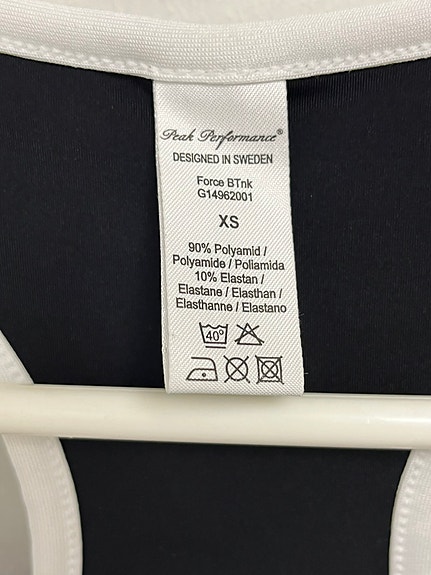 Peak Performance®
DESIGNED IN SWEDEN
Force BTnk
G14962001
XS
90% Polyamid /
Polyamide / Poliamida
10% Elastan /
Elastane / Elasthan /
Elasthanne / Elastano
40°